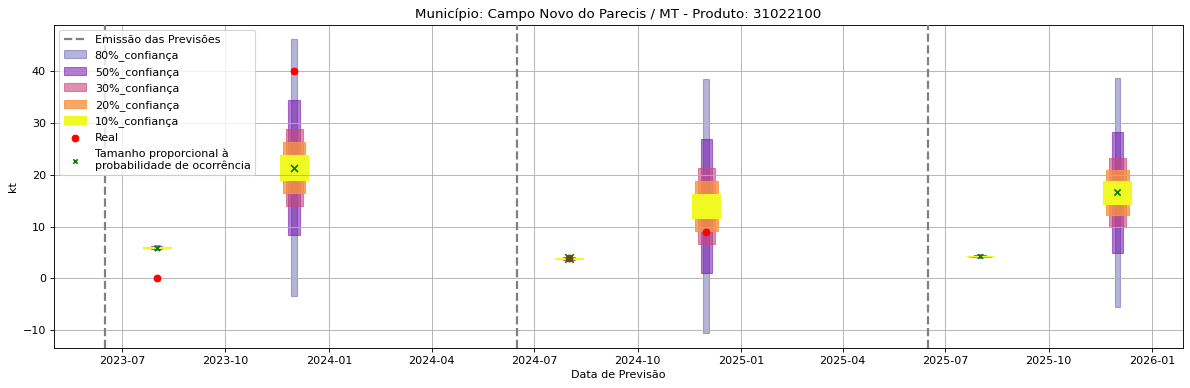 Município: Campo Novo do Parecis / MT - Produto: 31022100
Emissão das Previsões
80%_confiança
50%_confiança
30%_confiança
20%_confiança
10%_confiança
Real
Tamanho proporcional à
probabilidade de ocorrência
kt
40
30
20
10
0
−10
2023-07 2023-10 2024-01 2024-04 2024-07 2024-10 2025-01 2025-04 2025-07 2025-10 2026-01
Data de Previsão